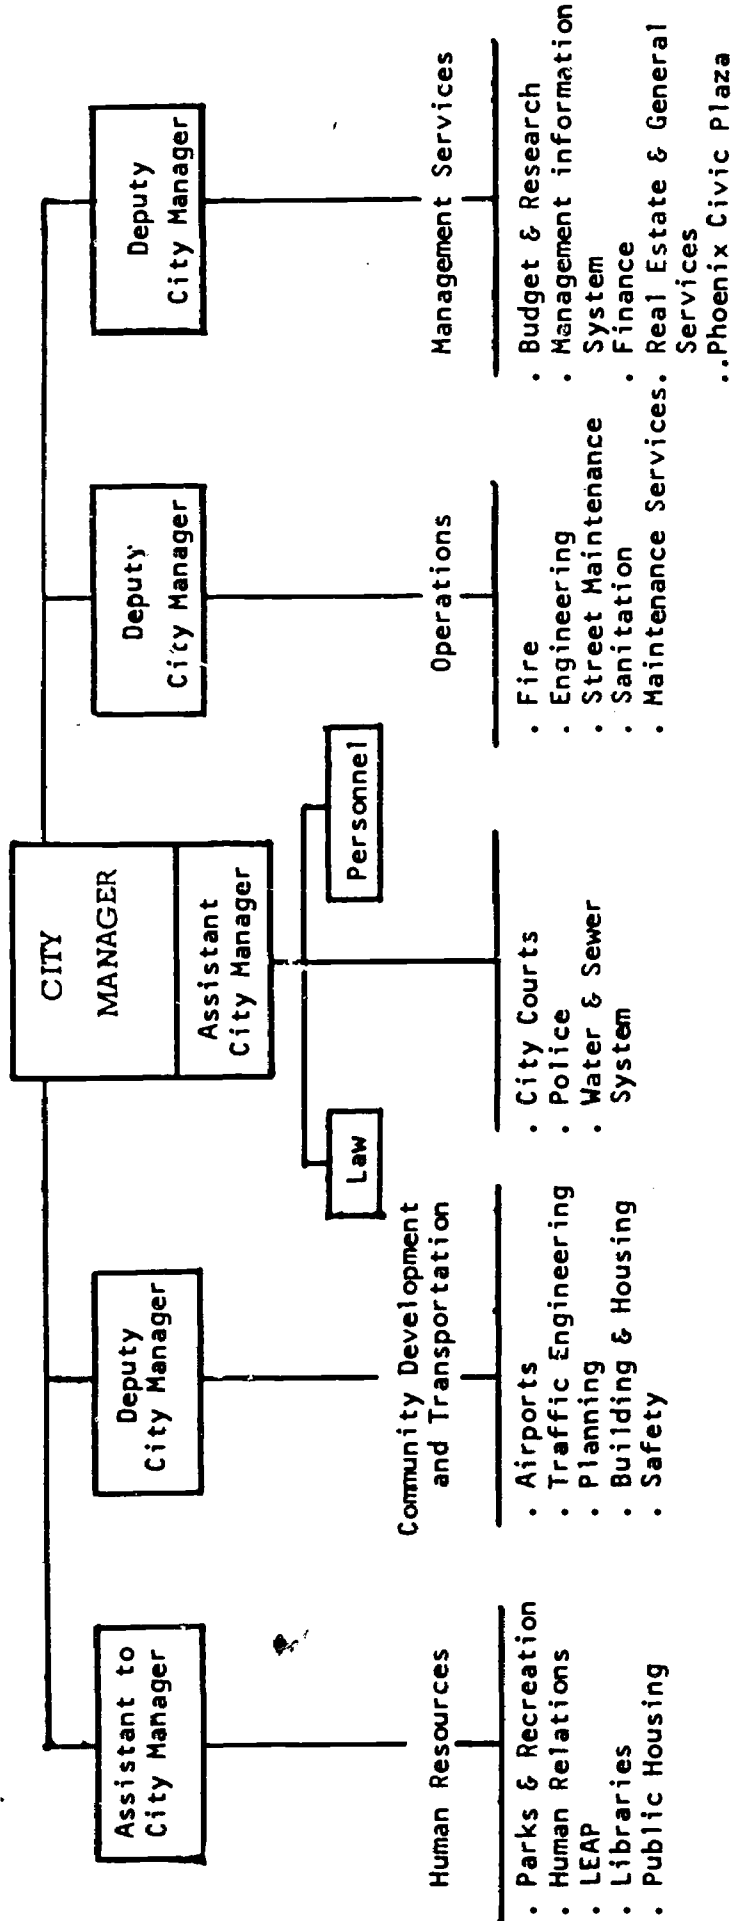 CITY
MANAGER
Assistant
City Manager
Assistant to
City Manager
Deputy
City Manager
Deputy
City Manager
Deputy
City Manager
Law
Personnel
Human Resources
· Parks & Recreation
· Human Relations
· LEAP
· Libraries
· Public Housing
Community Development
and Transportation
· Airports
· Traffic Engineering
· Planning
· Building & Housing
· Safety
· City Courts
· Police
· Water & Sewer
System
Operations
· Fire
· Engineering
· Street Maintenance
· Sanitation
· Maintenance Services
Management Services
· Budget & Research
· Management information
System
· Finance
. Real Estate & General
Services
..Phoenix Civic Plaza